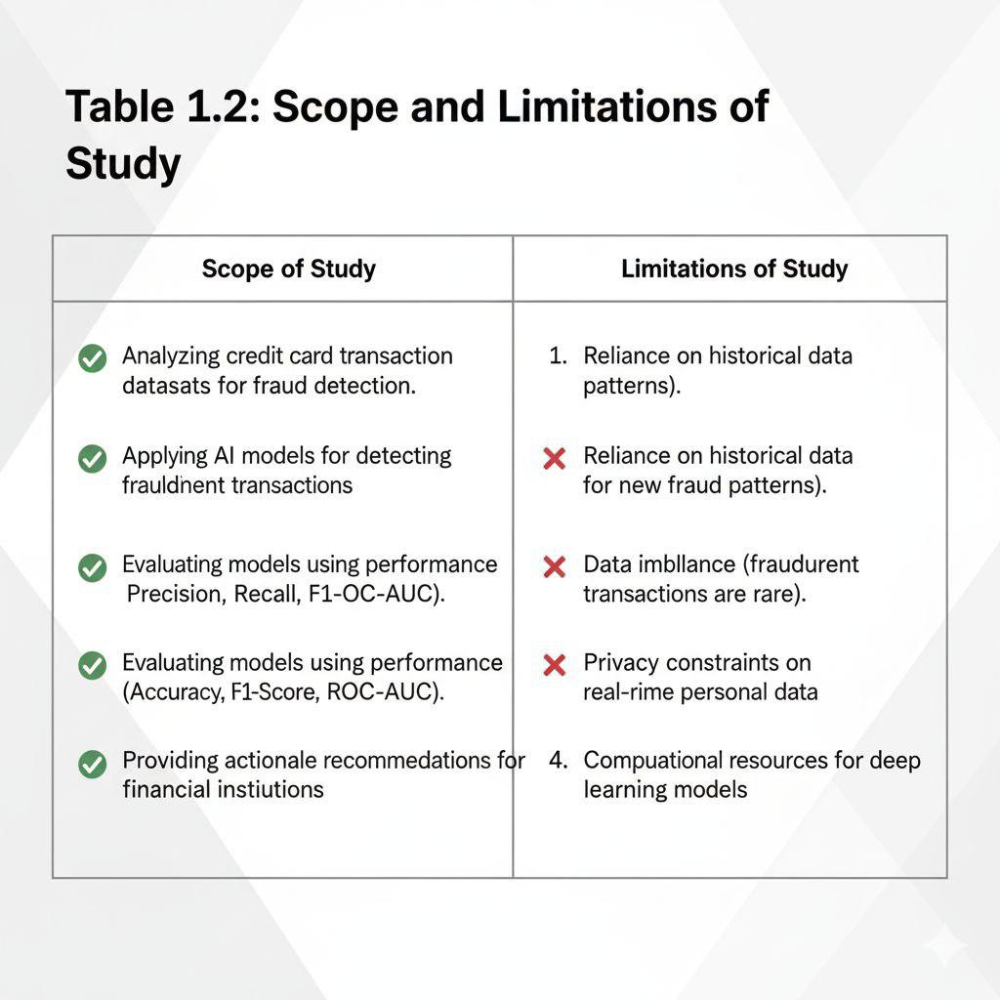 Table 1.2: Scope and Limitations of
Study
Scope of Study
Limitations of Study
Analyzing credit card transaction
datasats for fraud detection.
1. Reliance on historical data
patterns).
Applying AI models for detecting
frauldnent transactions
Reliance on historical data
for new fraud patterns).
Evaluating models using performance
Precision, Recall, F1-OC-AUC).
Data imbllance (fraudurent
transactions are rare).
Evaluating models using performance
(Accuracy, F1-Score, ROC-AUC).
Privacy constraints on
real-rime personal data
Providing actionale recommedations for
financial instiutions
4. Compuational resources for deep
learning models